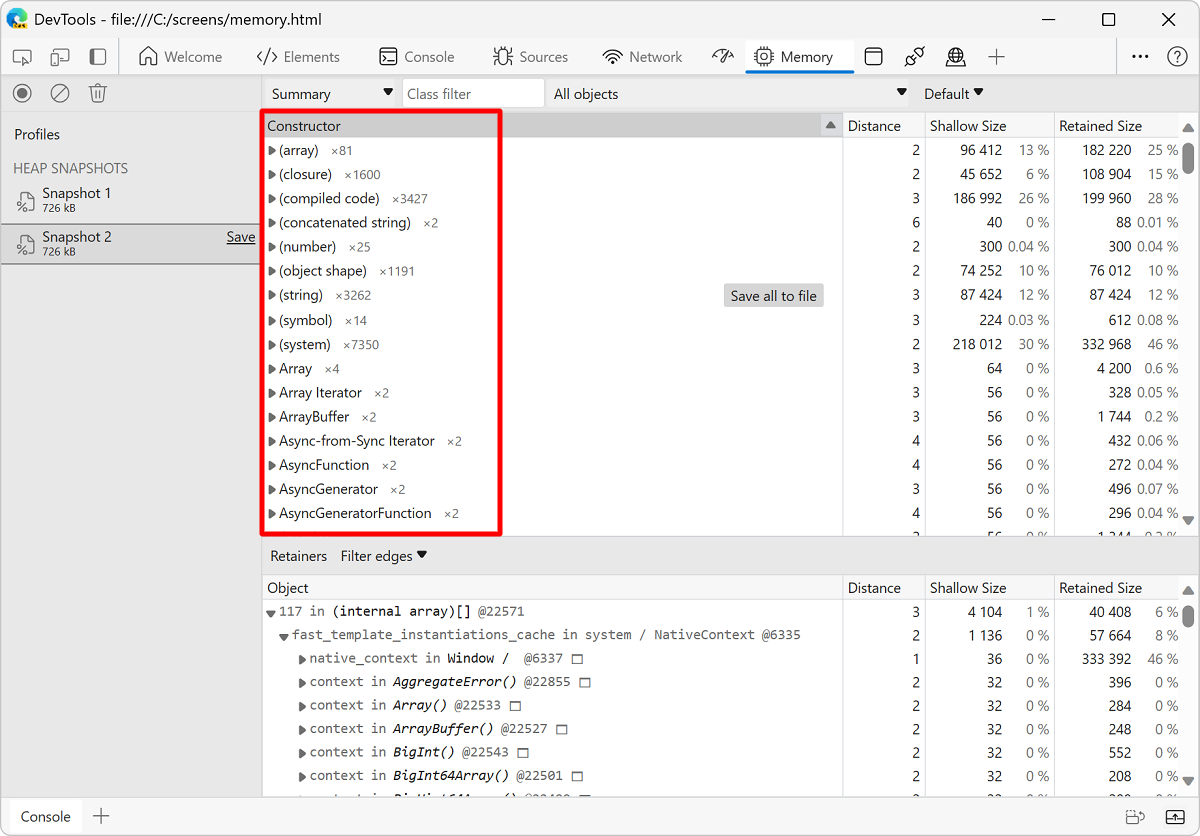 DevTools - file:///C:/screens/memory.html
Welcome Elements Console Sources Network Memory
Summary Class filter All objects Default
Profiles
HEAP SNAPSHOTS
Snapshot 1
726 kB
Snapshot 2 Save
726 kB
Constructor Distance Shallow Size Retained Size
(array) ×81 2 96 412 13 % 182 220 25 %
(closure) ×1600 2 45 652 6 % 108 904 15 %
(compiled code) ×3427 3 186 992 26 % 199 960 28 %
(concatenated string) ×2 6 40 0 % 88 0.01 %
(number) ×25 2 300 0.04 % 300 0.04 %
(object shape) ×1191 2 74 252 10 % 76 012 10 %
(string) ×3262 3 87 424 12 % 87 424 12 %
Save all to file
(symbol) ×14 3 224 0.03 % 612 0.08 %
(system) ×7350 2 218 012 30 % 332 968 46 %
Array ×4 3 64 0 % 4 200 0.6 %
Array Iterator ×2 3 56 0 % 328 0.05 %
ArrayBuffer ×2 3 56 0 % 1 744 0.2 %
Async-from-Sync Iterator ×2 4 56 0 % 432 0.06 %
AsyncFunction ×2 4 56 0 % 272 0.04 %
AsyncGenerator ×2 3 56 0 % 496 0.07 %
AsyncGeneratorFunction ×2 4 56 0 % 296 0.04 %
Retainers Filter edges
Object Distance Shallow Size Retained Size
117 in (internal array)[] @22571 3 4 104 1 % 40 408 6 %
fast_template_instantiations_cache in system / NativeContext @6335 2 1 136 0 % 57 664 8 %
native_context in Window / @6337 1 36 0 % 333 392 46 %
context in AggregateError() @22855 2 32 0 % 396 0 %
context in Array() @22533 2 32 0 % 284 0 %
context in ArrayBuffer() @22527 2 32 0 % 248 0 %
context in BigInt() @22543 2 32 0 % 552 0 %
context in BigInt64Array() @22501 2 32 0 % 208 0 %
Console